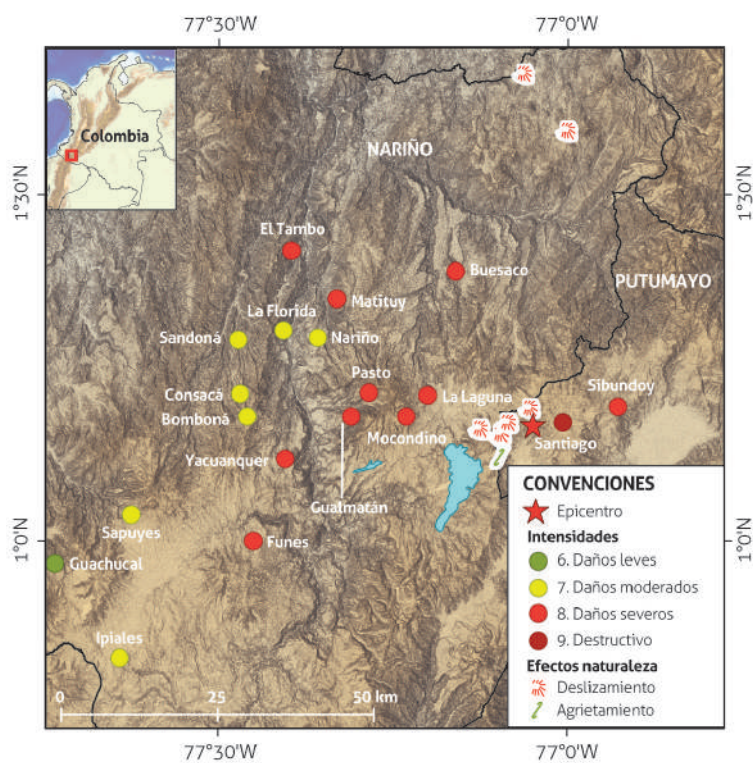 77°30'W
77°0'W
Colombia
NARIÑO
1°30'N
1°30'N
El Tambo
Buesaco
PUTUMAYO
Matituy
La Florida
Sandoná
Nariño
Pasto
Sibundoy
Consacá
La Laguna
Bomboná
Mocondino
Santiago
Yacuanquer
Gualmatán
CONVENCIONES
Epicentro
Sapuyes
Intensidades
1°0'N
1°0'N
Funes
Guachucal
6. Daños leves
7. Daños moderados
8. Daños severos
9. Destructivo
Ipiales
Efectos naturaleza
Deslizamiento
Agrietamiento
0
25
50 km
77°30'W
77°0'W